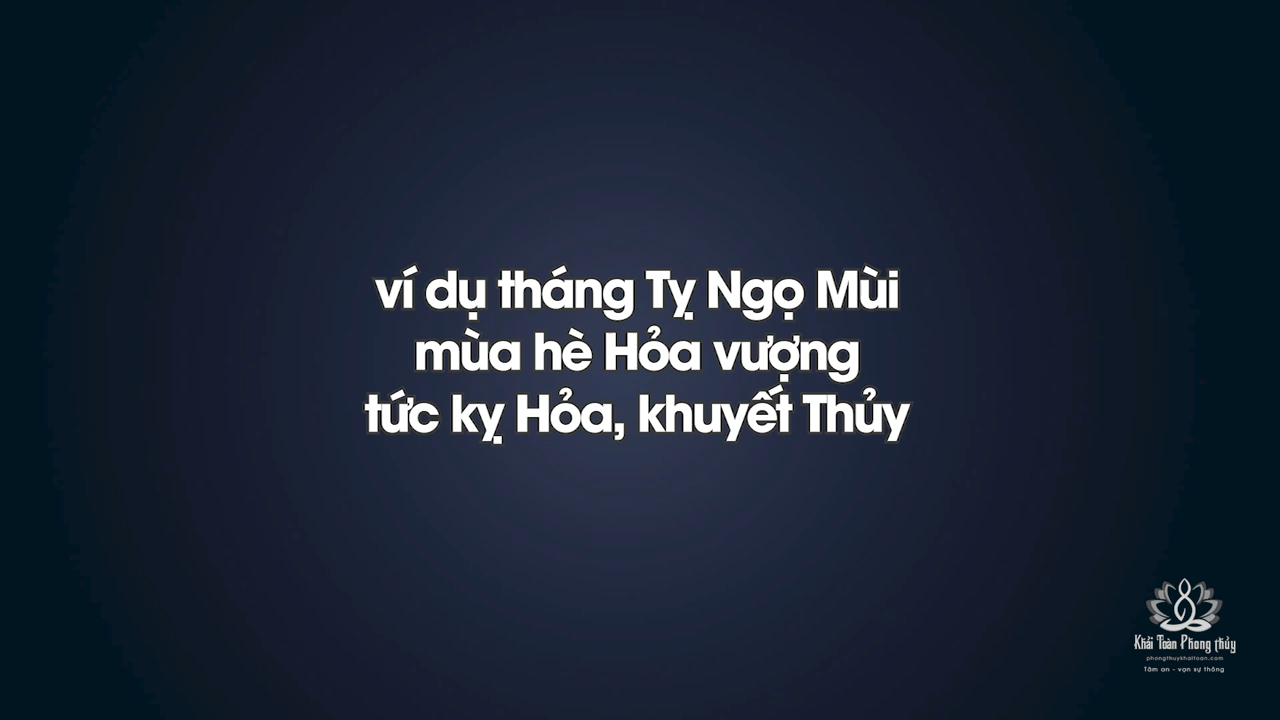 ví dụ tháng Tỵ Ngọ Mùi
mùa hè Hỏa vượng
tức kỵ Hỏa, khuyết Thủy
Khải Toàn Phong thủy
phongthuykhaitoan.com
Tâm an - vạn sự thông